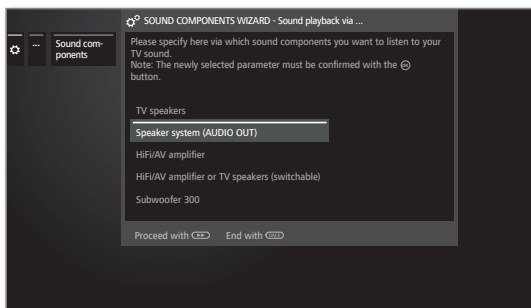 SOUND COMPONENTS WIZARD - Sound playback via ...
... Sound com-
ponents
Please specify here via which sound components you want to listen to your
TV sound.
Note: The newly selected parameter must be confirmed with the OK
button.
TV speakers
Speaker system (AUDIO OUT)
HiFi/AV amplifier
HiFi/AV amplifier or TV speakers (switchable)
Subwoofer 300
Proceed with End with BACK